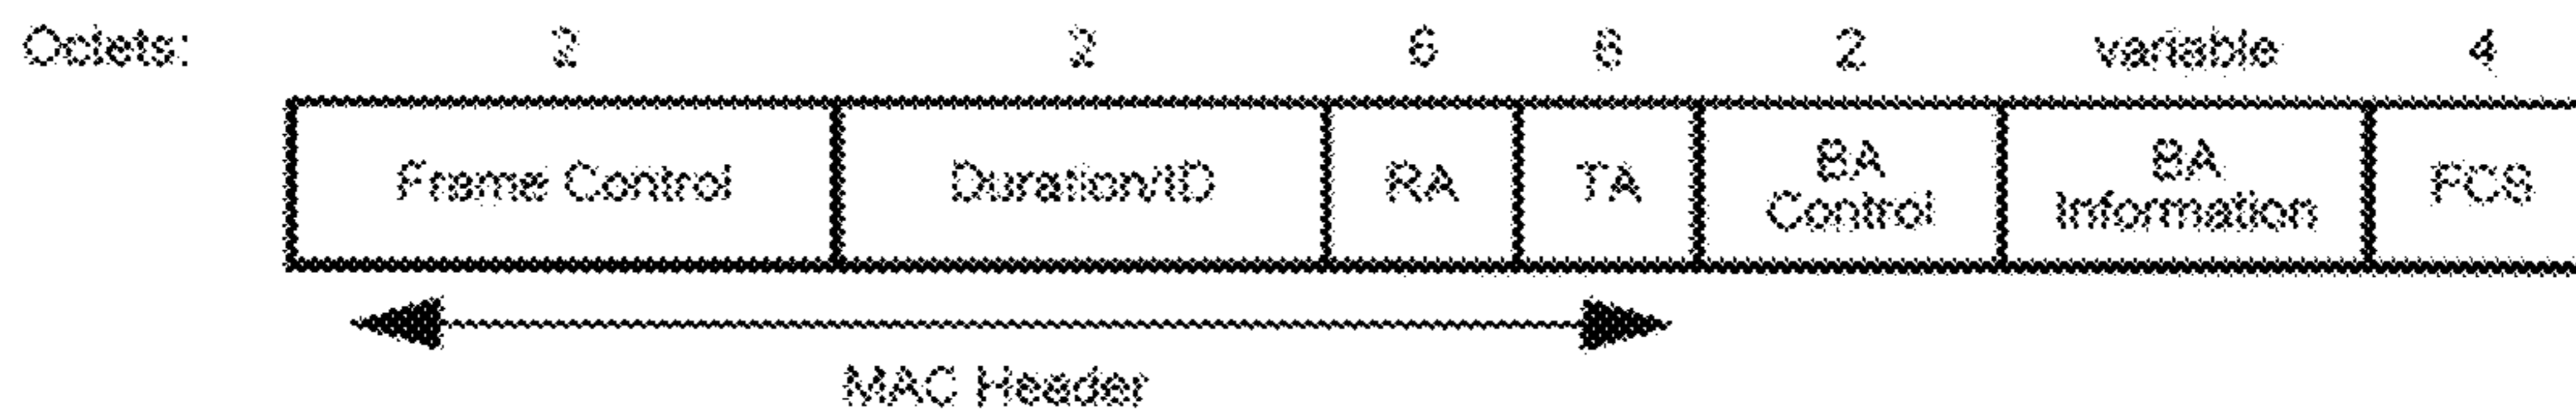 Octets: 2 2 6 6 2 variable 4
Frame Control Duration/ID RA TA BA Control BA Information FCS
MAC Header